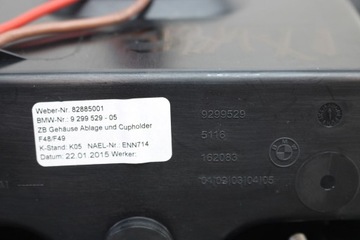 Weber-Nr. 82885001
BMW-Nr.: 9 299 529 - 05
ZB Gehäuse Ablage und Cupholder
F48/F49
K-Stand: K05 NAEL-Nr.: ENN714
Datum: 22.01.2015 Werker:
9299529
5116
162033